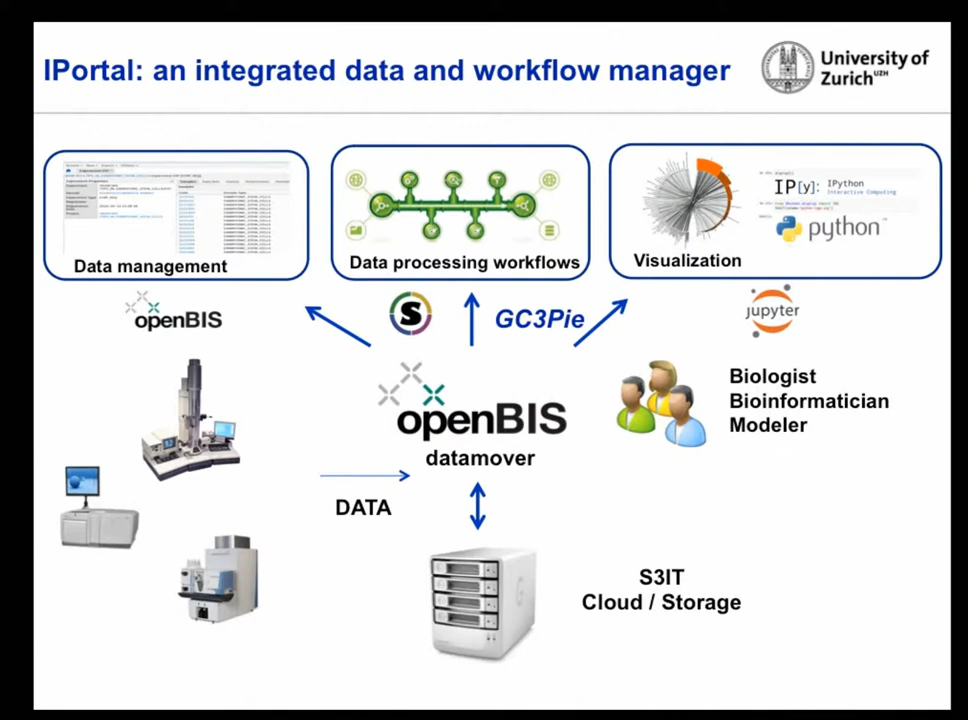 IPortal: an integrated data and workflow manager
University of
Zurich UZH
Data management
Data processing workflows
Visualization
IP[y]:
IPython
Interactive Computing
python
openBIS
S
GC3Pie
jupyter
openBIS
datamover
Biologist
Bioinformatician
Modeler
DATA
S3IT
Cloud / Storage